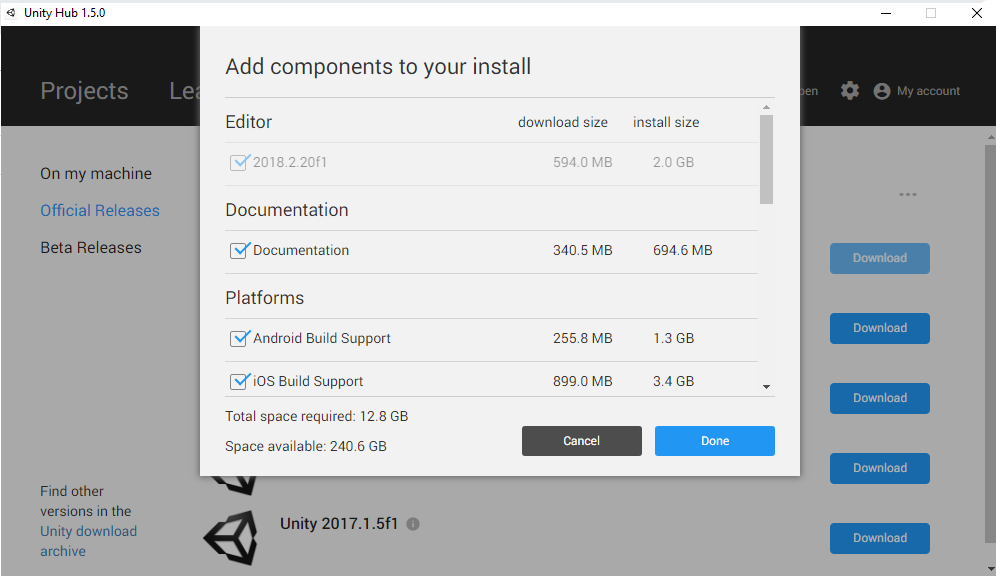 Unity Hub 1.5.0
Projects
Lea
pen
My account
Add components to your install
Editor download size install size
2018.2.20f1 594.0 MB 2.0 GB
Documentation
Documentation 340.5 MB 694.6 MB
Platforms
Android Build Support 255.8 MB 1.3 GB
iOS Build Support 899.0 MB 3.4 GB
Total space required: 12.8 GB
Space available: 240.6 GB
Cancel Done
On my machine
Official Releases
Beta Releases
Find other
versions in the
Unity download
archive
Download
Download
Download
Download
Unity 2017.1.5f1
Download